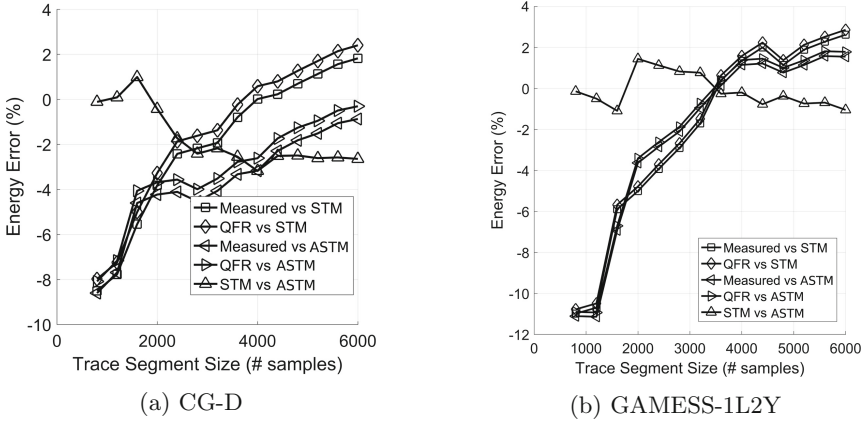 4
2
0
-2
-4
-6
-8
-10
Energy Error (%)
0 2000 4000 6000
Trace Segment Size (# samples)
Measured vs STM
QFR vs STM
Measured vs ASTM
QFR vs ASTM
STM vs ASTM
(a) CG-D
4
2
0
-2
-4
-6
-8
-10
-12
Energy Error (%)
0 1000 2000 3000 4000 5000 6000
Trace Segment Size (# samples)
Measured vs STM
QFR vs STM
Measured vs ASTM
QFR vs ASTM
STM vs ASTM
(b) GAMESS-1L2Y